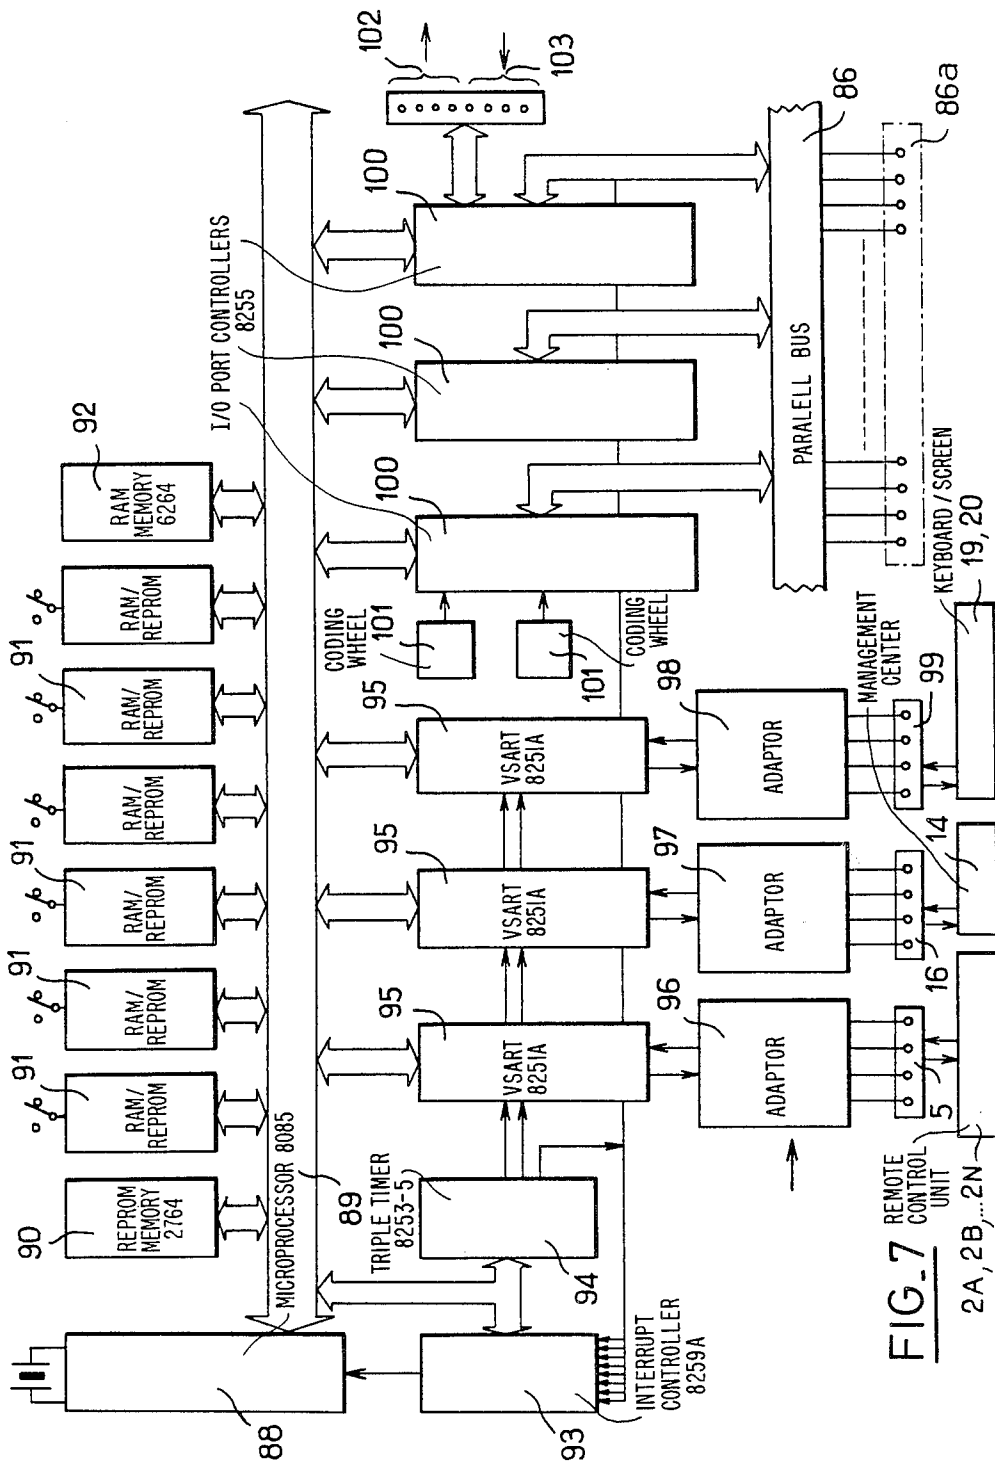 88
MICROPROCESSOR 8085
89
90
REPROM
MEMORY
2764
91
RAM/
REPROM
91
RAM/
REPROM
91
RAM/
REPROM
RAM/
REPROM
91
RAM/
REPROM
RAM/
REPROM
92
RAM
MEMORY
6264
I/O PORT CONTROLLERS
8255
93
INTERRUPT
CONTROLLER
8259A
TRIPLE TIMER
8253-5
94
95
VSART
8251A
95
VSART
8251A
95
VSART
8251A
CODING
WHEEL
101
101
CODING
WHEEL
100
100
100
102
103
96
ADAPTOR
97
ADAPTOR
98
ADAPTOR
PARALELL BUS
86
86a
5
16
99
REMOTE
CONTROL
UNIT
2A, 2B,....2N
14
MANAGEMENT
CENTER
KEYBOARD / SCREEN
19, 20
FIG_7